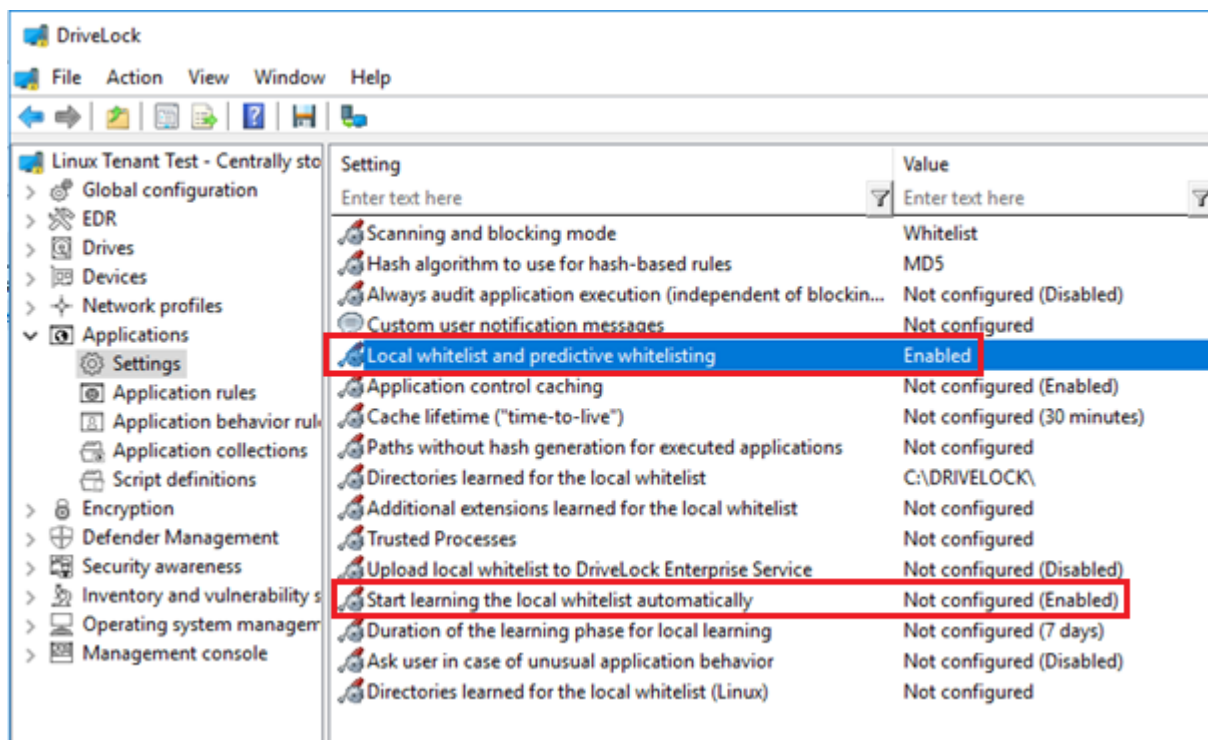 DriveLock
File Action View Window Help
Linux Tenant Test - Centrally sto
Global configuration
EDR
Drives
Devices
Network profiles
Applications
Settings
Application rules
Application behavior rul
Application collections
Script definitions
Encryption
Defender Management
Security awareness
Inventory and vulnerability s
Operating system managem
Management console
Setting Value
Enter text here Enter text here
Scanning and blocking mode Whitelist
Hash algorithm to use for hash-based rules MD5
Always audit application execution (independent of blockin... Not configured (Disabled)
Custom user notification messages Not configured
Local whitelist and predictive whitelisting Enabled
Application control caching Not configured (Enabled)
Cache lifetime ("time-to-live") Not configured (30 minutes)
Paths without hash generation for executed applications Not configured
Directories learned for the local whitelist C:\DRIVELOCK\
Additional extensions learned for the local whitelist Not configured
Trusted Processes Not configured
Upload local whitelist to DriveLock Enterprise Service Not configured (Disabled)
Start learning the local whitelist automatically Not configured (Enabled)
Duration of the learning phase for local learning Not configured (7 days)
Ask user in case of unusual application behavior Not configured (Disabled)
Directories learned for the local whitelist (Linux) Not configured